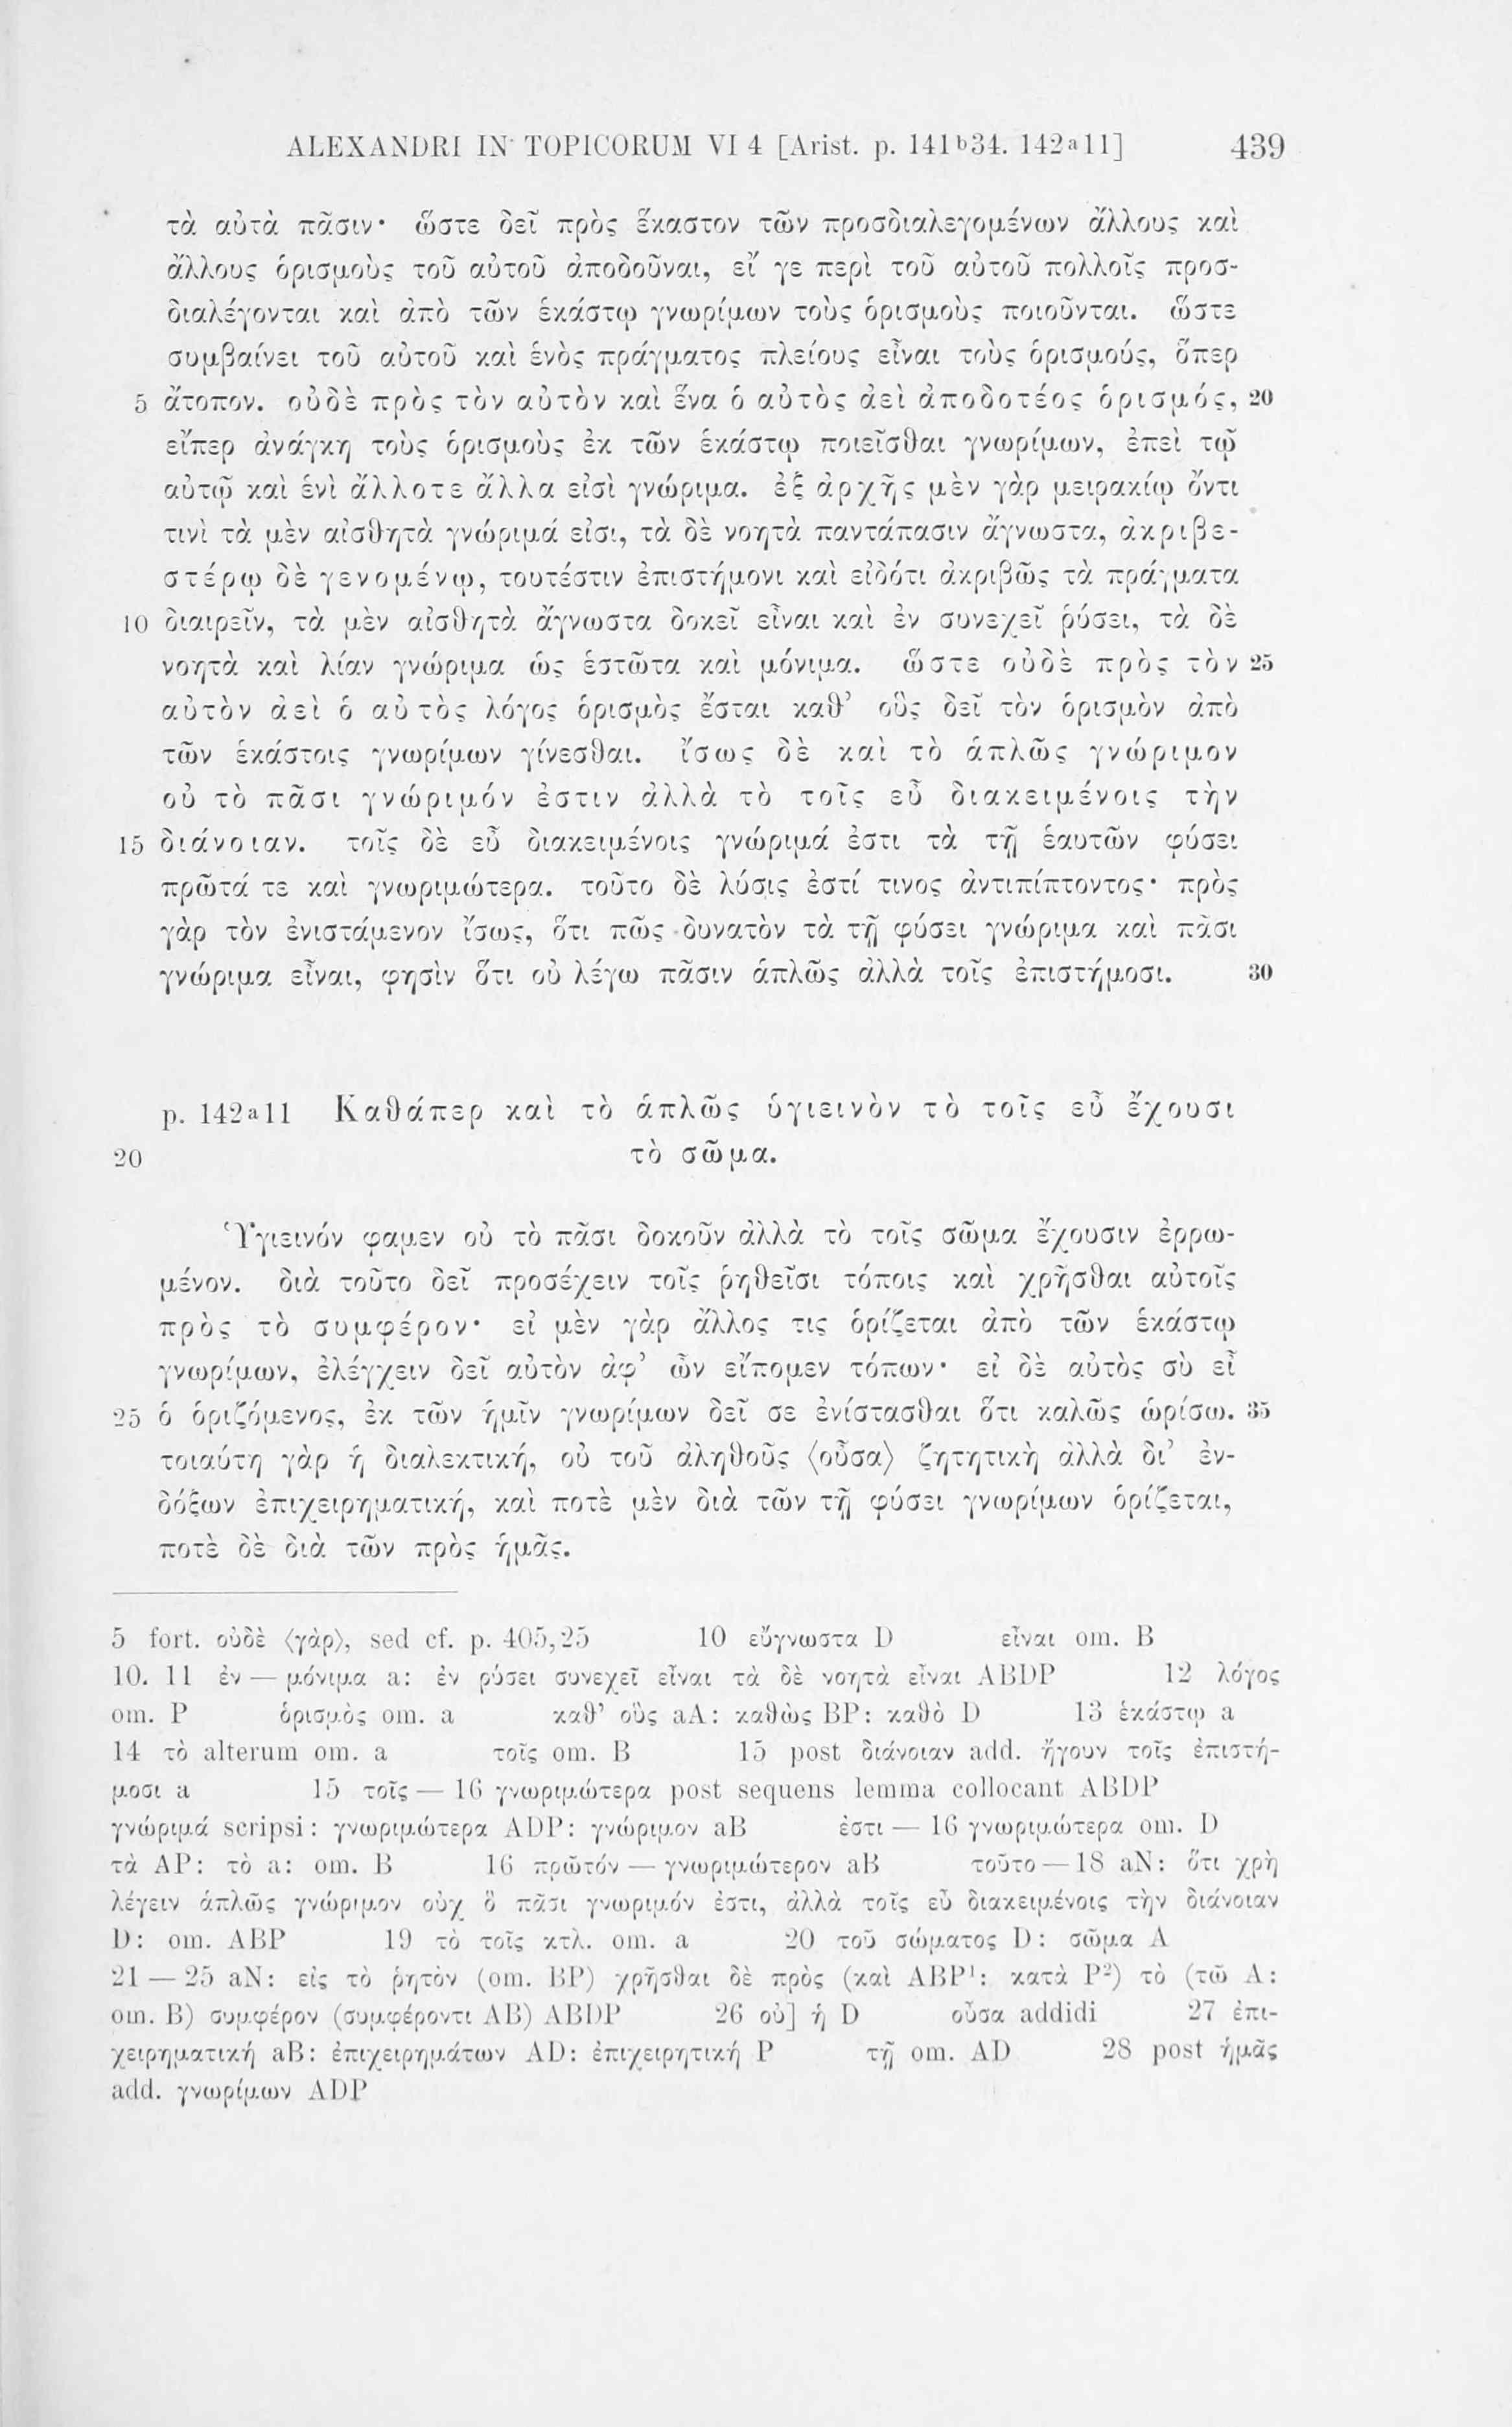 ALEXANDRI IN TOPICORUM VI 4 [Arist. p. 141ᵇ34. 142ᵃ11] 439
τὰ αὐτὰ πᾶσιν· ὥστε δεῖ πρὸς ἕκαστον τῶν προσδιαλεγομένων ἄλλους καὶ
ἄλλους ὁρισμοὺς τοῦ αὐτοῦ ἀποδοῦναι, εἴ γε περὶ τοῦ αὐτοῦ πολλοῖς προσ-
διαλέγονται καὶ ἀπὸ τῶν ἑκάστῳ γνωρίμων τοὺς ὁρισμοὺς ποιοῦνται. ὥστε
συμβαίνει τοῦ αὐτοῦ καὶ ἑνὸς πράγματος πλείους εἶναι τοὺς ὁρισμούς, ὅπερ
5 ἄτοπον. οὐδὲ πρὸς τὸν αὐτὸν καὶ ἕνα ὁ αὐτὸς ἀεὶ ἀποδοτέος ὁρισμός, 20
εἴπερ ἀνάγκη τοὺς ὁρισμοὺς ἐκ τῶν ἑκάστῳ ποιεῖσθαι γνωρίμων, ἐπεὶ τῷ
αὐτῷ καὶ ἑνὶ ἄλλοτε ἄλλα εἰσὶ γνώριμα. ἐξ ἀρχῆς μὲν γὰρ μειρακίῳ ὄντι
τινὶ τὰ μὲν αἰσθητὰ γνώριμά εἰσι, τὰ δὲ νοητὰ παντάπασιν ἄγνωστα, ἀκριβε-
στέρῳ δὲ γενομένῳ, τουτέστιν ἐπιστήμονι καὶ εἰδότι ἀκριβῶς τὰ πράγματα
10 διαιρεῖν, τὰ μὲν αἰσθητὰ ἄγνωστα δοκεῖ εἶναι καὶ ἐν συνεχεῖ ῥύσει, τὰ δὲ
νοητὰ καὶ λίαν γνώριμα ὡς ἑστῶτα καὶ μόνιμα. ὥστε οὐδὲ πρὸς τὸν 25
αὐτὸν ἀεὶ ὁ αὐτὸς λόγος ὁρισμὸς ἔσται καθ’ οὓς δεῖ τὸν ὁρισμὸν ἀπὸ
τῶν ἑκάστοις γνωρίμων γίνεσθαι. ἴσως δὲ καὶ τὸ ἁπλῶς γνώριμον
οὐ τὸ πᾶσι γνώριμόν ἐστιν ἀλλὰ τὸ τοῖς εὖ διακειμένοις τὴν
15 διάνοιαν. τοῖς δὲ εὖ διακειμένοις γνώριμά ἐστι τὰ τῇ ἑαυτῶν φύσει
πρῶτά τε καὶ γνωριμώτερα. τοῦτο δὲ λύσις ἐστί τινος ἀντιπίπτοντος· πρὸς
γὰρ τὸν ἐνιστάμενον ἴσως, ὅτι πῶς δυνατὸν τὰ τῇ φύσει γνώριμα καὶ πᾶσι
γνώριμα εἶναι, φησὶν ὅτι οὐ λέγω πᾶσιν ἁπλῶς ἀλλὰ τοῖς ἐπιστήμοσι. 30
p. 142ᵃ11 Καθάπερ καὶ τὸ ἁπλῶς ὑγιεινὸν τὸ τοῖς εὖ ἔχουσι
20 τὸ σῶμα.
Ὑγιεινόν φαμεν οὐ τὸ πᾶσι δοκοῦν ἀλλὰ τὸ τοῖς σῶμα ἔχουσιν ἐρρω-
μένον. διὰ τοῦτο δεῖ προσέχειν τοῖς ῥηθεῖσι τόποις καὶ χρῆσθαι αὐτοῖς
πρὸς τὸ συμφέρον· εἰ μὲν γὰρ ἄλλος τις ὁρίζεται ἀπὸ τῶν ἑκάστῳ
γνωρίμων, ἐλέγχειν δεῖ αὐτὸν ἀφ’ ὧν εἴπομεν τόπων· εἰ δὲ αὐτὸς σὺ εἶ
25 ὁ ὁριζόμενος, ἐκ τῶν ἡμῖν γνωρίμων δεῖ σε ἐνίστασθαι ὅτι καλῶς ὡρίσω. 35
τοιαύτη γὰρ ἡ διαλεκτική, οὐ τοῦ ἀληθοῦς ⟨οὖσα⟩ ζητητικὴ ἀλλὰ δι’ ἐν-
δόξων ἐπιχειρηματική, καὶ ποτὲ μὲν διὰ τῶν τῇ φύσει γνωρίμων ὁρίζεται,
ποτὲ δὲ διὰ τῶν πρὸς ἡμᾶς.
5 fort. οὐδὲ ⟨γὰρ⟩, sed cf. p. 405,25 10 εὔγνωστα D εἶναι om. B
10. 11 ἐν — μόνιμα a: ἐν ῥύσει συνεχεῖ εἶναι τὰ δὲ νοητὰ εἶναι ABDP 12 λόγος
om. P ὁρισμὸς om. a καθ’ οὓς aA: καθὼς BP: καθὸ D 13 ἑκάστῳ a
14 τὸ alterum om. a τοῖς om. B 15 post διάνοιαν add. ἤγουν τοῖς ἐπιστή-
μοσι a 15 τοῖς — 16 γνωριμώτερα post sequens lemma collocant ABDP
γνώριμά scripsi: γνωριμώτερα ADP: γνώριμον aB ἐστι — 16 γνωριμώτερα om. D
τὰ AP: τὸ a: om. B 16 πρῶτόν — γνωριμώτερον aB τοῦτο — 18 aN: ὅτι χρὴ
λέγειν ἁπλῶς γνώριμον οὐχ ὃ πᾶσι γνωριμόν ἐστι, ἀλλὰ τοῖς εὖ διακειμένοις τὴν διάνοιαν
D: om. ABP 19 τὸ τοῖς κτλ. om. a 20 τοῦ σώματος D: σῶμα A
21 — 25 aN: εἰς τὸ ῥητὸν (om. BP) χρῆσθαι δὲ πρὸς (καὶ ABP¹: κατὰ P²) τὸ (τῶ A:
om. B) συμφέρον (συμφέροντι AB) ABDP 26 οὐ] ἡ D οὖσα addidi 27 ἐπι-
χειρηματική aB: ἐπιχειρημάτων AD: ἐπιχειρητική P τῇ om. AD 28 post ἡμᾶς
add. γνωρίμων ADP